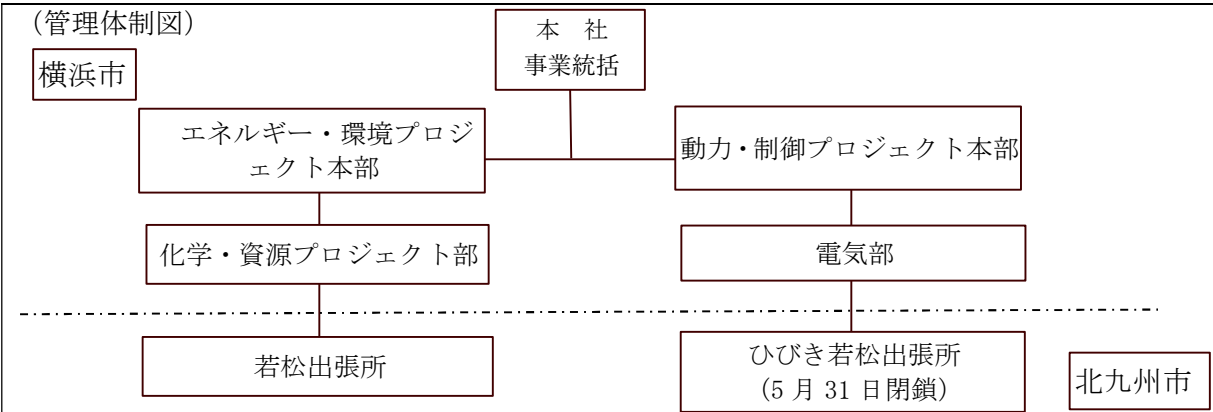 (管理体制図)
横浜市
本　社
事業統括
エネルギー・環境プロジ
ェクト本部
動力・制御プロジェクト本部
化学・資源プロジェクト部
電気部
若松出張所
ひびき若松出張所
(5 月 31 日閉鎖)
北九州市